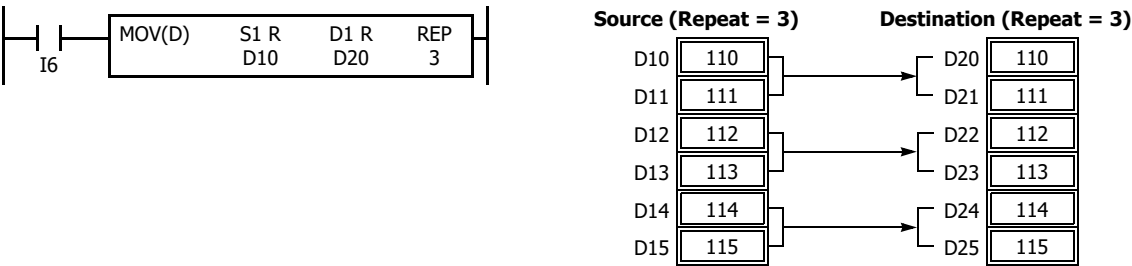 MOV(D) S1 R D1 R REP
D10 D20 3
I6
Source (Repeat = 3) Destination (Repeat = 3)
D10 110 D20 110
D11 111 D21 111
D12 112 D22 112
D13 113 D23 113
D14 114 D24 114
D15 115 D25 115